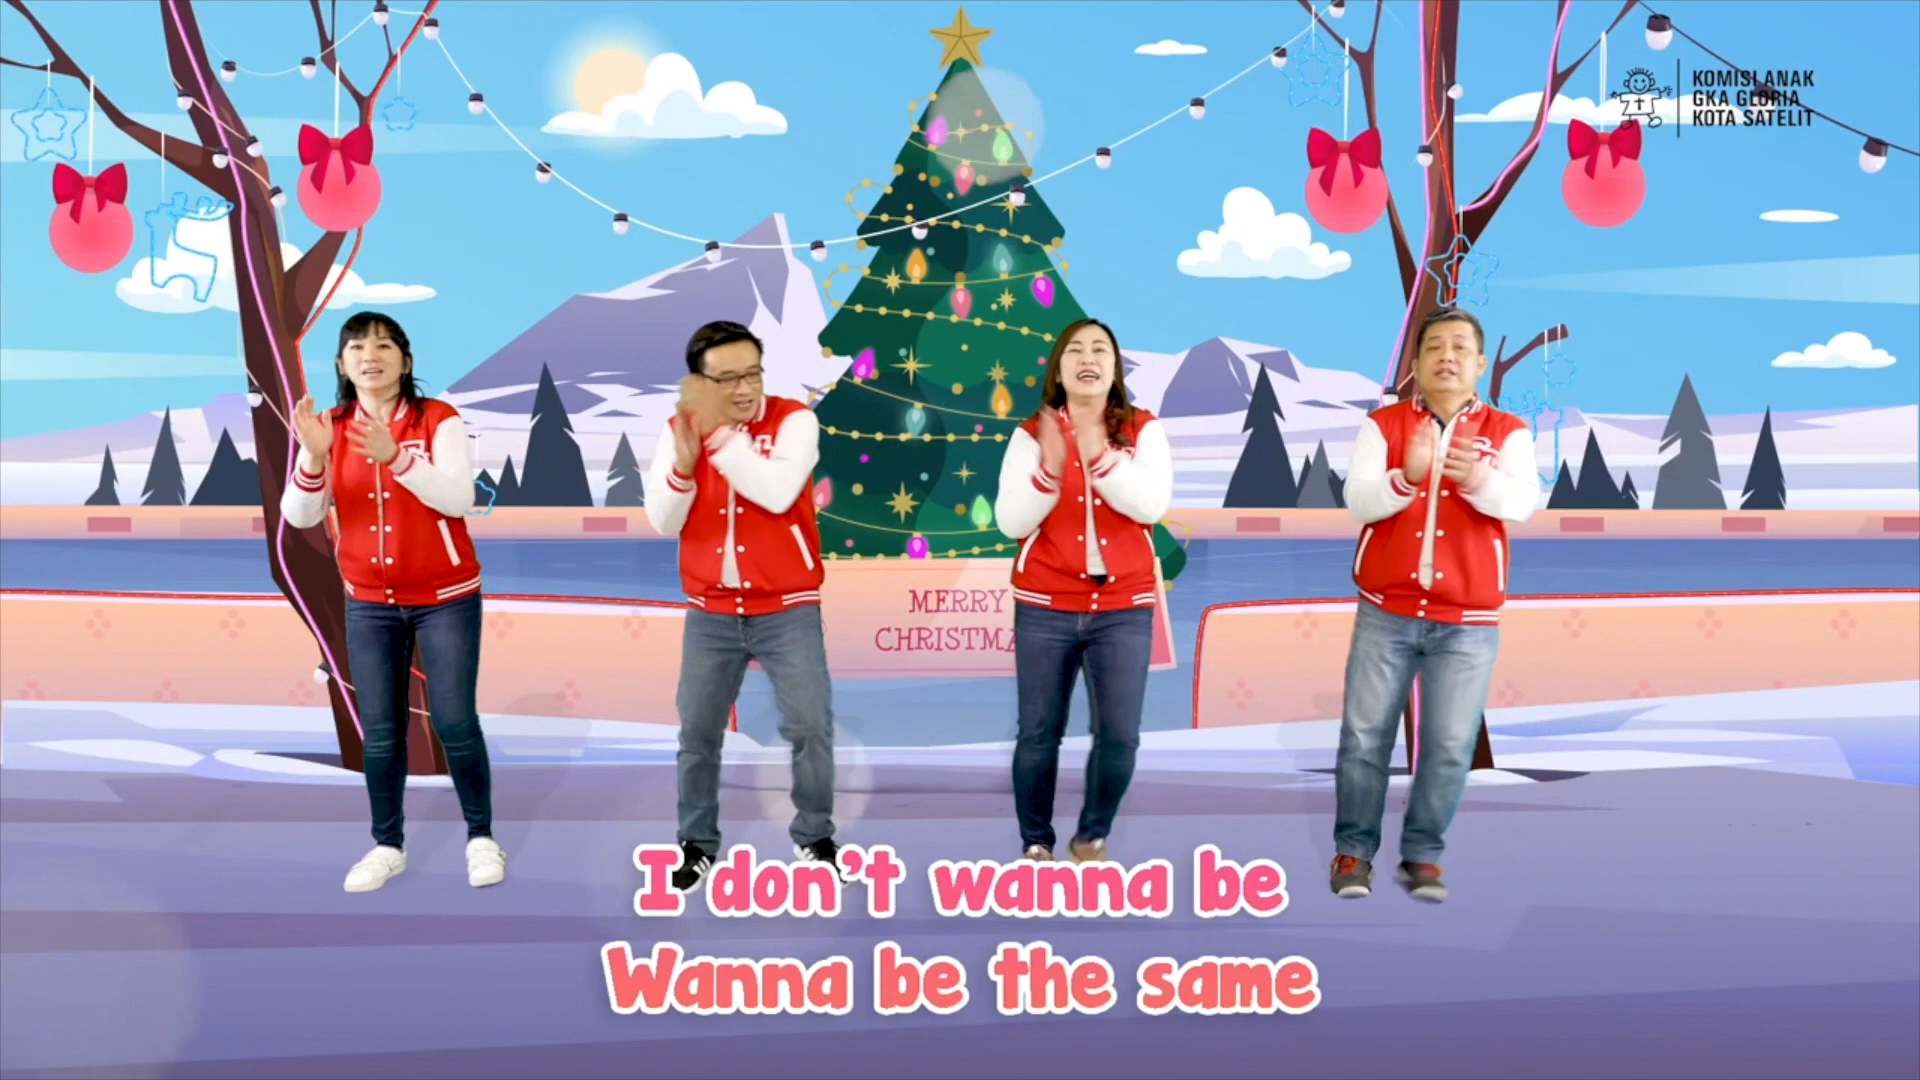 KOMISI ANAK
GKA GLORIA
KOTA SATELIT
MERRY
CHRISTMA
I don't wanna be
Wanna be the same